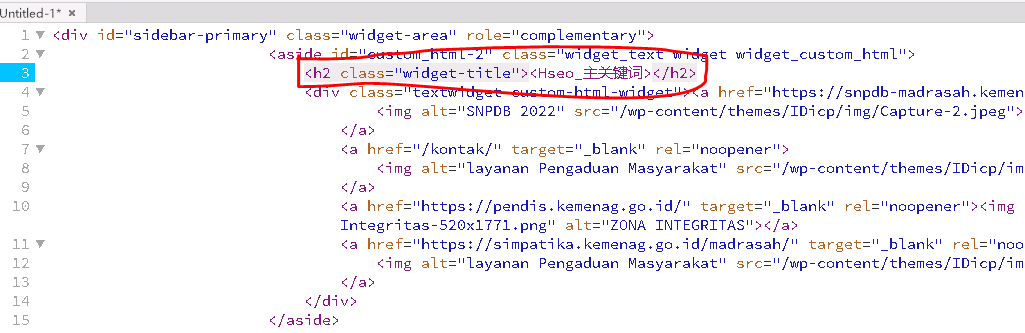 Untitled-1* ×
1 <div id="sidebar-primary" class="widget-area" role="complementary">
2 <aside id="custom_html-2" class="widget_text widget widget_custom_html">
3 <h2 class="widget-title"><Hseo_主关键词></h2>
4 <div class="textwidget custom-html-widget"><a href="https://snpdb-madrasah.kemen
5 <img alt="SNPDB 2022" src="/wp-content/themes/IDicp/img/Capture-2.jpeg">
6 </a>
7 <a href="/kontak/" target="_blank" rel="noopener">
8 <img alt="layanan Pengaduan Masyarakat" src="/wp-content/themes/IDicp/im
9 </a>
10 <a href="https://pendis.kemenag.go.id/" target="_blank" rel="noopener"><img
Integritas-520x1771.png" alt="ZONA INTEGRITAS"></a>
11 <a href="https://simpatika.kemenag.go.id/madrasah/" target="_blank" rel="noo
12 <img alt="layanan Pengaduan Masyarakat" src="/wp-content/themes/IDicp/im
13 </a>
14 </div>
15 </aside>